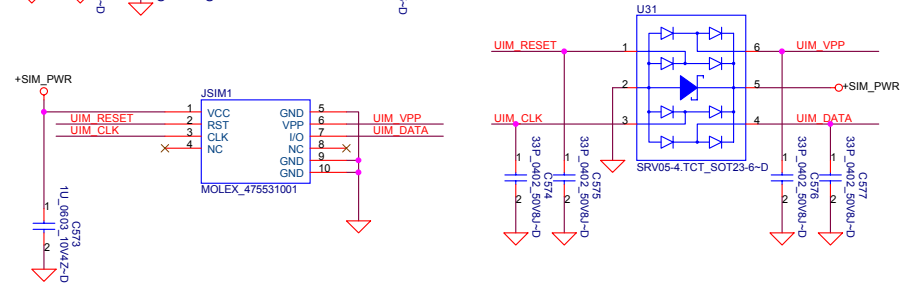 ~D
~D
+SIM_PWR
JSIM1
1 VCC GND 5
UIM_RESET 2 RST VPP 6 UIM_VPP
UIM_CLK 3 CLK I/O 7 UIM_DATA
4 NC NC 8
GND 9
GND 10
MOLEX_475531001
1
2
C573
1U_0603_10V4Z~D
U31
UIM_RESET 1 6 UIM_VPP
2 5 +SIM_PWR
UIM_CLK 3 4 UIM_DATA
SRV05-4.TCT_SOT23-6~D
1
2
C574
33P_0402_50V8J~D
1
2
C575
33P_0402_50V8J~D
1
2
C576
33P_0402_50V8J~D
1
2
C577
33P_0402_50V8J~D